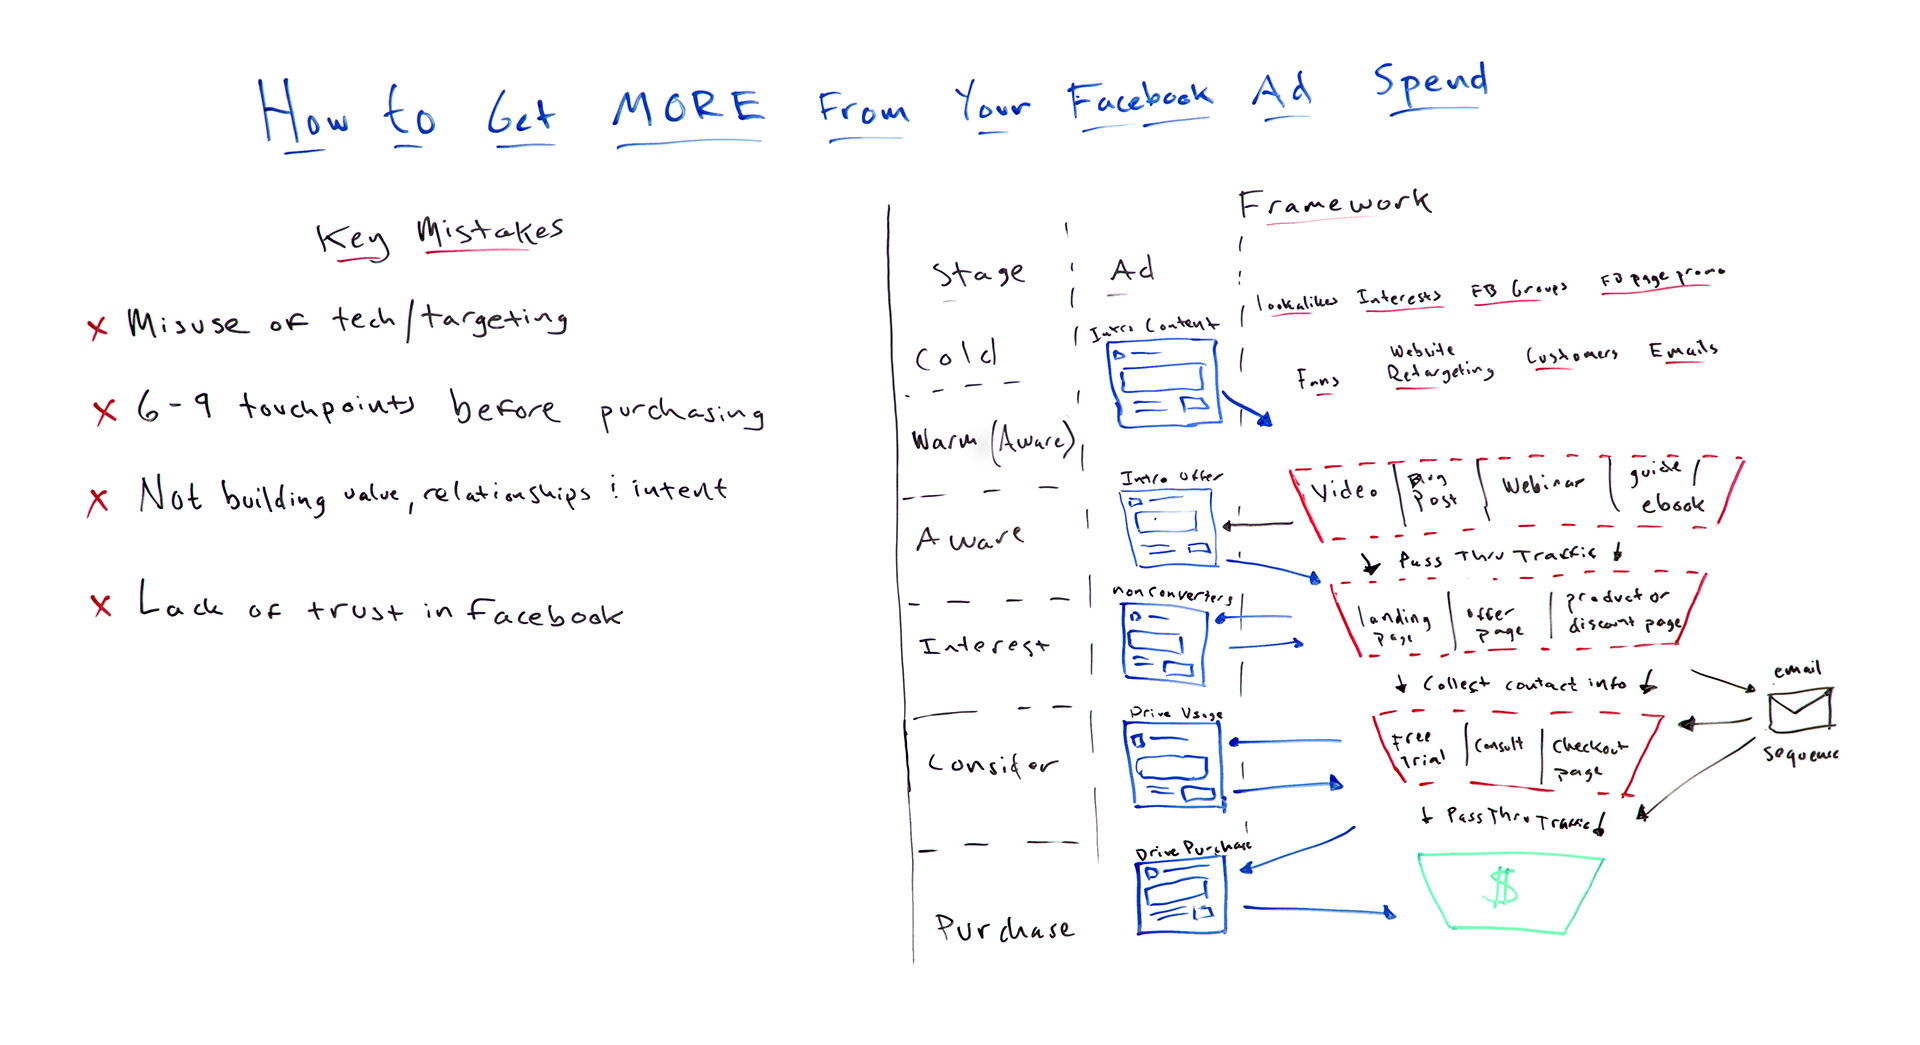 How to Get MORE From Your Facebook Ad Spend
Key Mistakes
x Misuse of tech/targeting
x 6-9 touchpoints before purchasing
x Not building value, relationships & intent
x Lack of trust in Facebook
Framework
Stage
Ad
Cold
Warm (Aware)
Aware
Interest
Consider
Purchase
Intro Content
Intro Offer
nonconverters
Drive Usage
Drive Purchase
lookalikes Interests FB Groups FB page promo
Fans Website Retargeting Customers Emails
Video
Blog
Post
Webinar
guide/
ebook
Pass Thru Traffic
landing
page
offer
page
product or
discount page
Collect contact info
email
sequence
Free
Trial
Consult
Checkout
page
Pass Thru Traffic
$